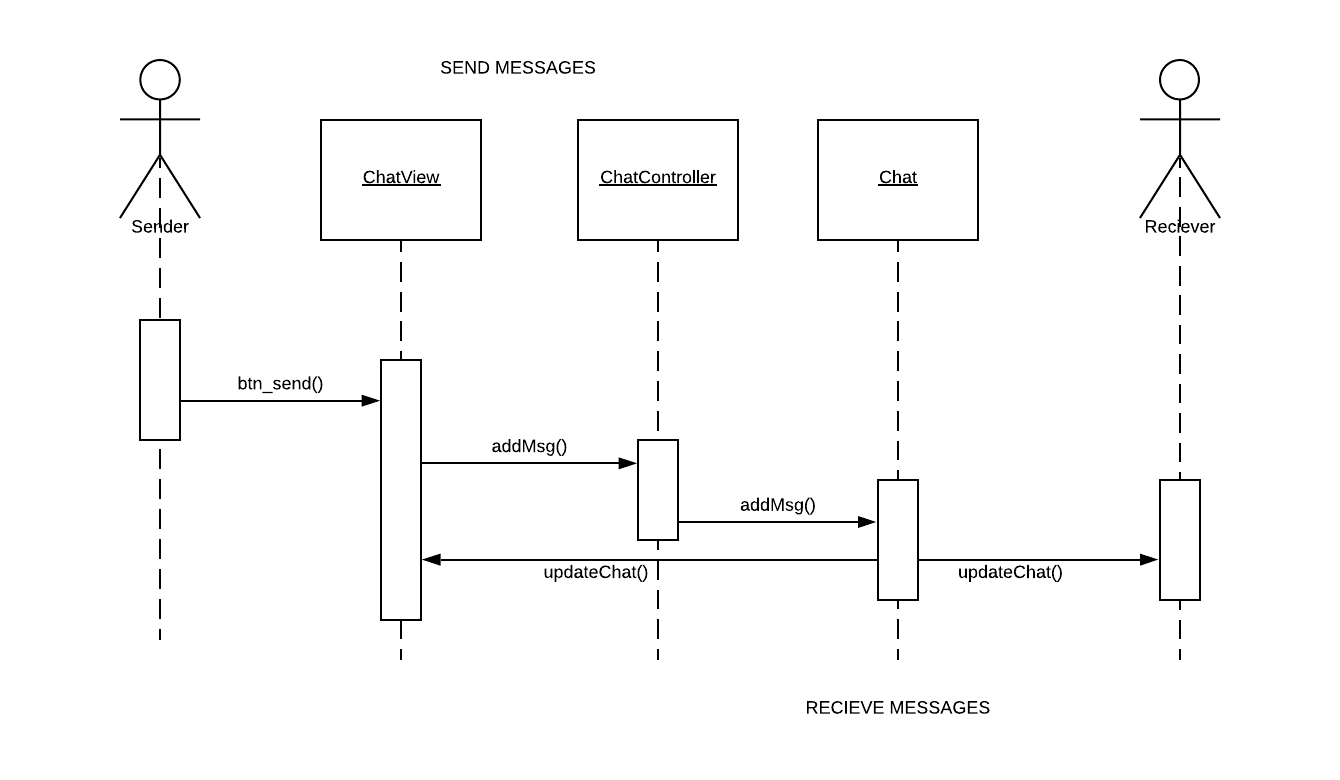 SEND MESSAGES
ChatView
ChatController
Chat
Sender
Reciever
btn_send()
addMsg()
addMsg()
updateChat()
updateChat()
RECIEVE MESSAGES